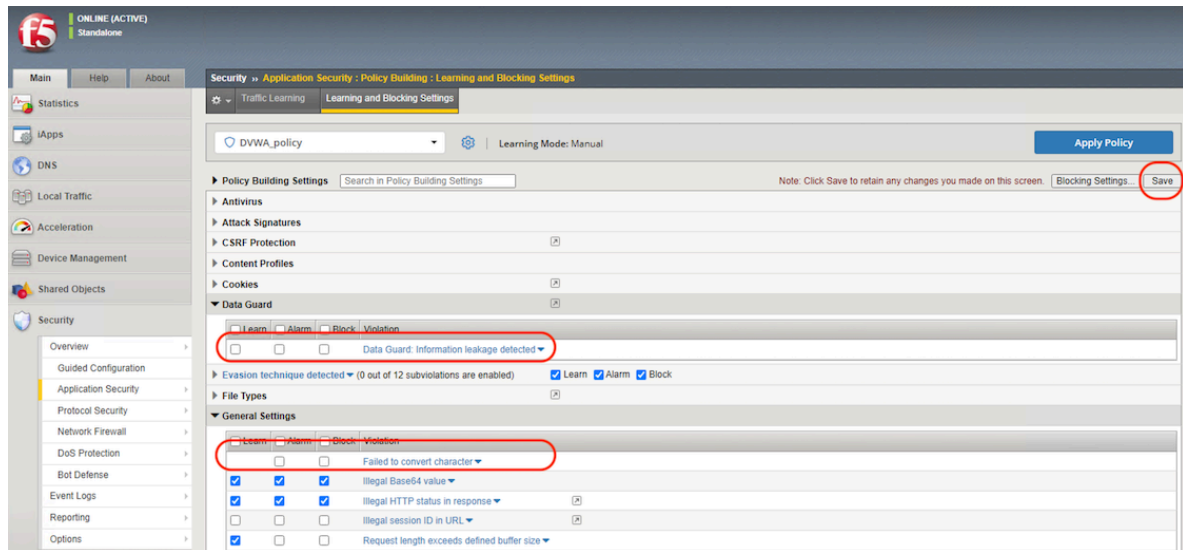 f5
ONLINE (ACTIVE)
Standalone
Main Help About
Security ›› Application Security : Policy Building : Learning and Blocking Settings
Traffic Learning Learning and Blocking Settings
Statistics
iApps
DNS
Local Traffic
Acceleration
Device Management
Shared Objects
Security
Overview
Guided Configuration
Application Security
Protocol Security
Network Firewall
DoS Protection
Bot Defense
Event Logs
Reporting
Options
DVWA_policy Learning Mode: Manual Apply Policy
Policy Building Settings Search in Policy Building Settings Note: Click Save to retain any changes you made on this screen. Blocking Settings... Save
Antivirus
Attack Signatures
CSRF Protection
Content Profiles
Cookies
Data Guard
Learn Alarm Block Violation
Data Guard: Information leakage detected
Evasion technique detected (0 out of 12 subviolations are enabled) Learn Alarm Block
File Types
General Settings
Learn Alarm Block Violation
Failed to convert character
Illegal Base64 value
Illegal HTTP status in response
Illegal session ID in URL
Request length exceeds defined buffer size